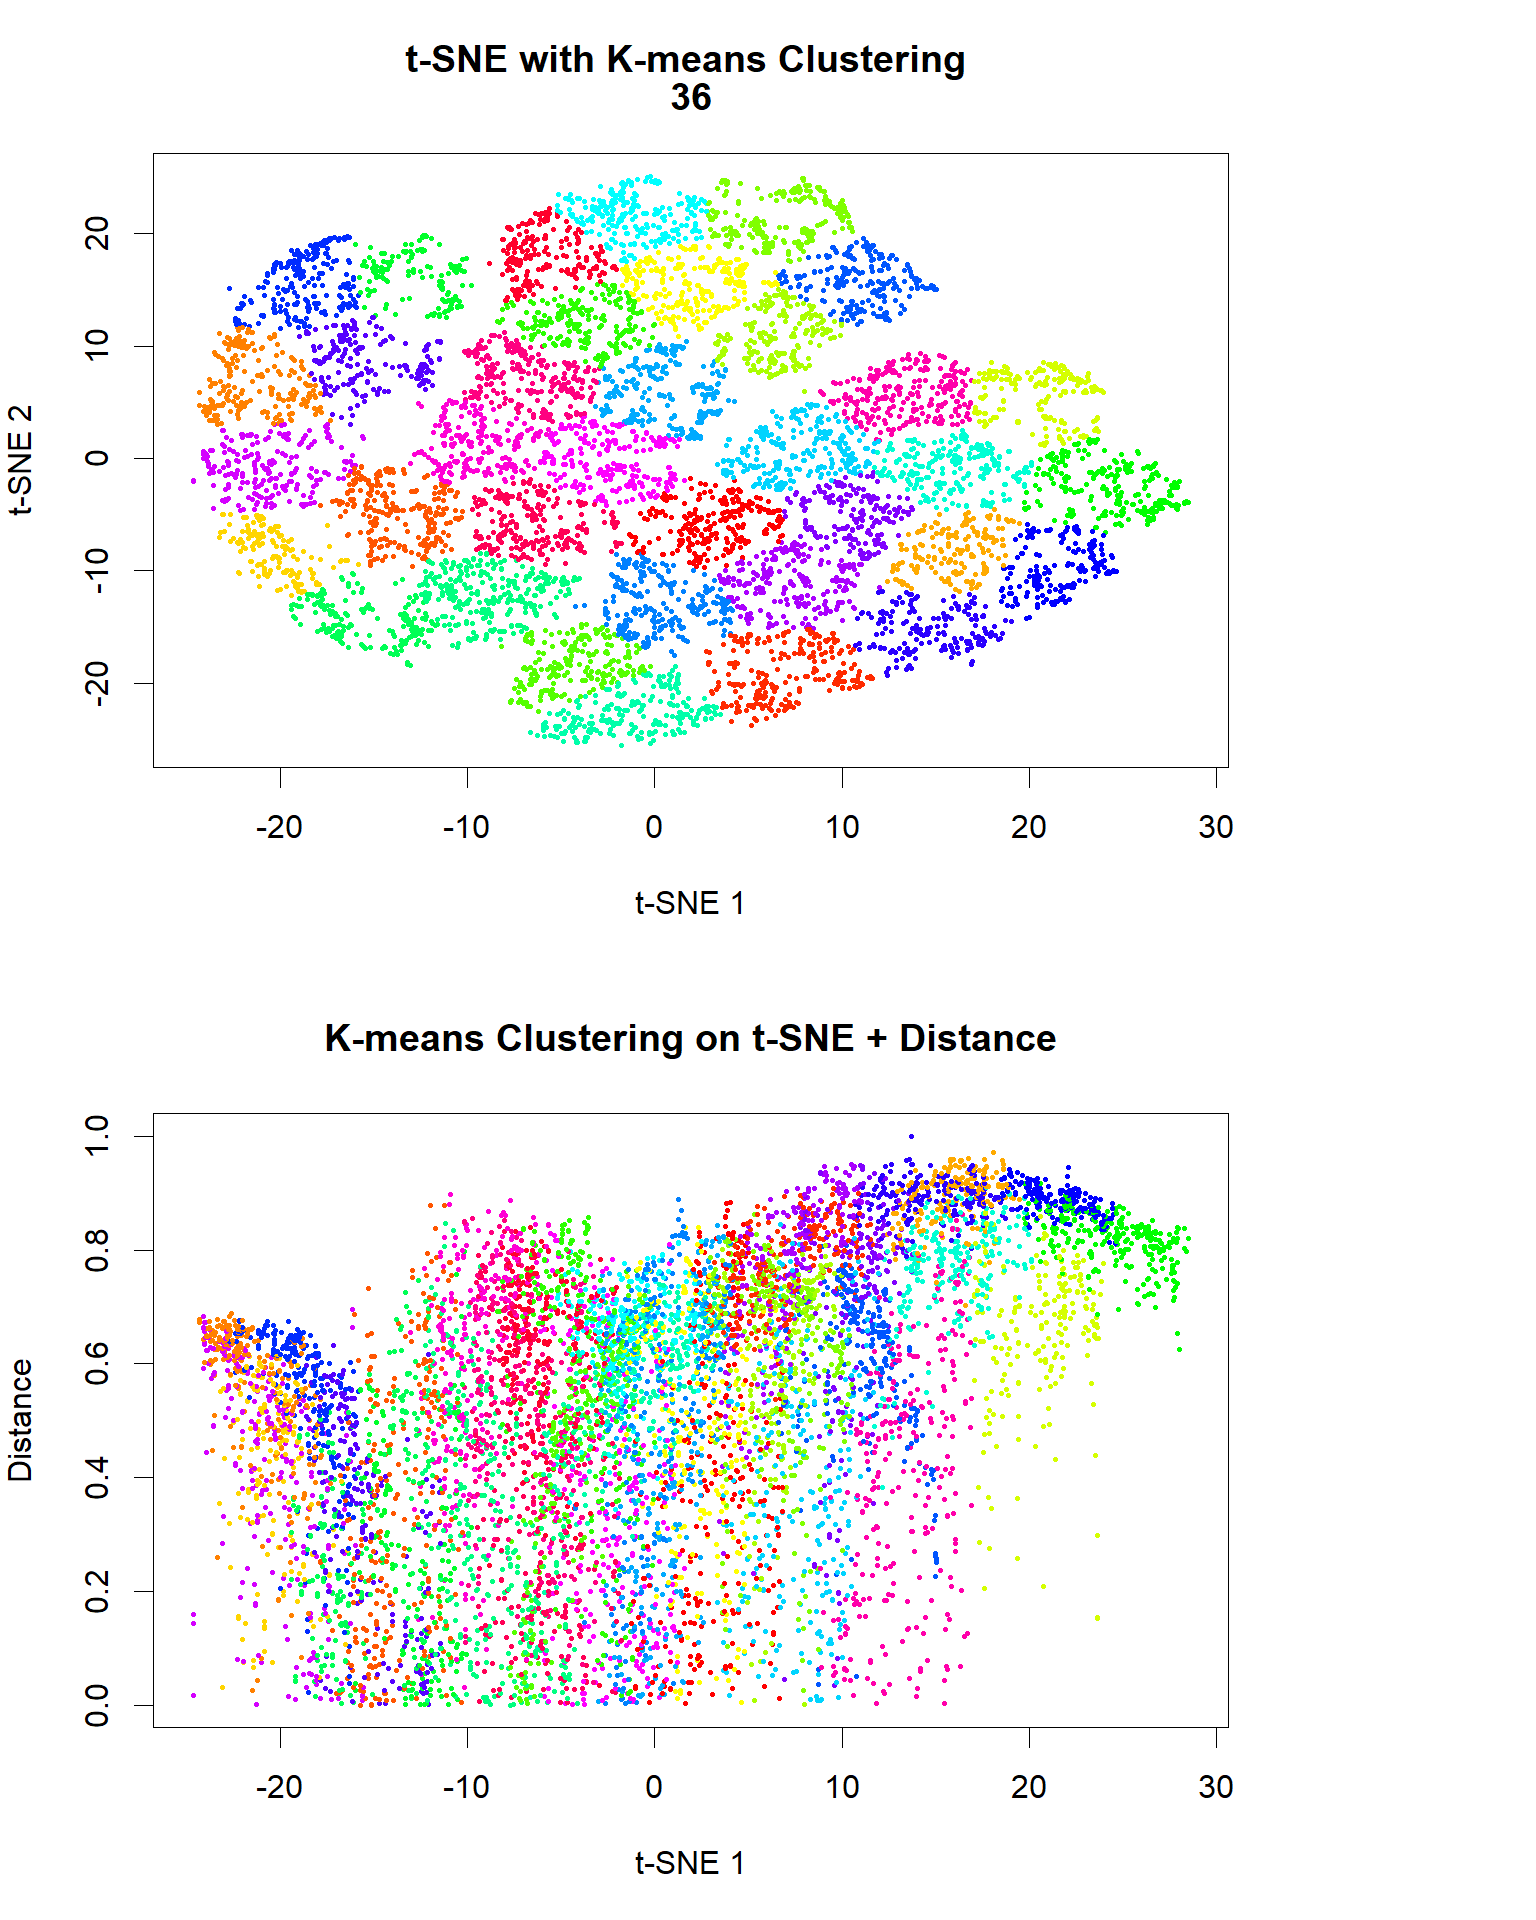 t-SNE with K-means Clustering
36
20
10
0
-10
-20
t-SNE 2
-20 -10 0 10 20 30
t-SNE 1
K-means Clustering on t-SNE + Distance
1.0
0.8
0.6
0.4
0.2
0.0
Distance
-20 -10 0 10 20 30
t-SNE 1